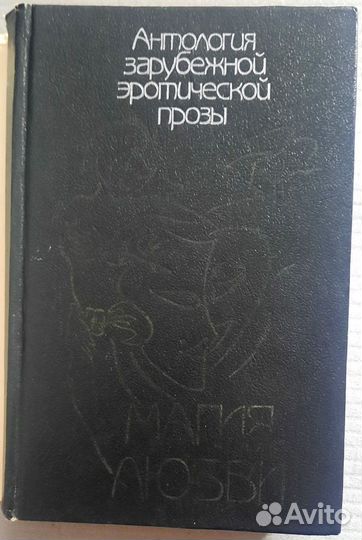 Антология
зарубежной
эротической
прозы
МАГИЯ
ЛЮБВИ
Avito